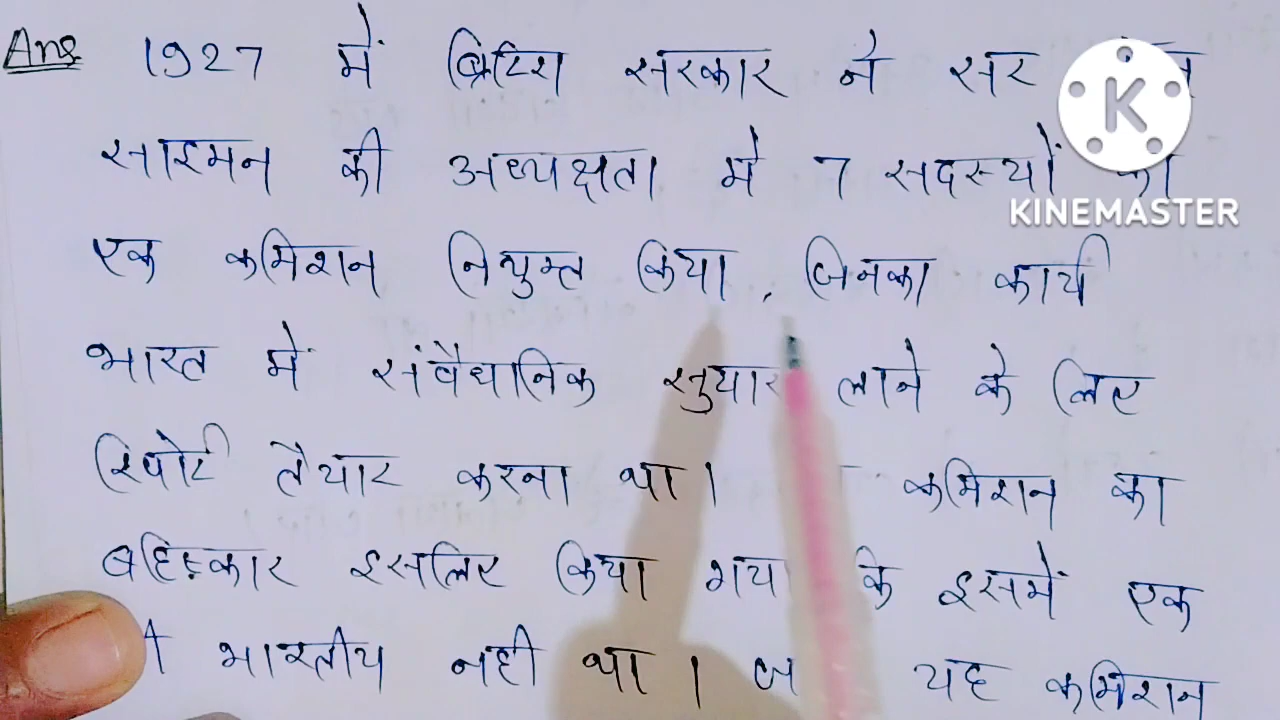 Ans 1927 में ब्रिटिश सरकार ने सर
साइमन की अध्यक्षता में 7 सदस्यों का
एक कमिशन नियुक्त किया, जिनका कार्य
भारत में संवैधानिक सुधार लाने के लिए
रिपोर्ट तैयार करना था। कमिशन का
बहिष्कार इसलिए किया गया कि इसमें एक
भारतीय नही था। यह कमिशन
KINEMASTER